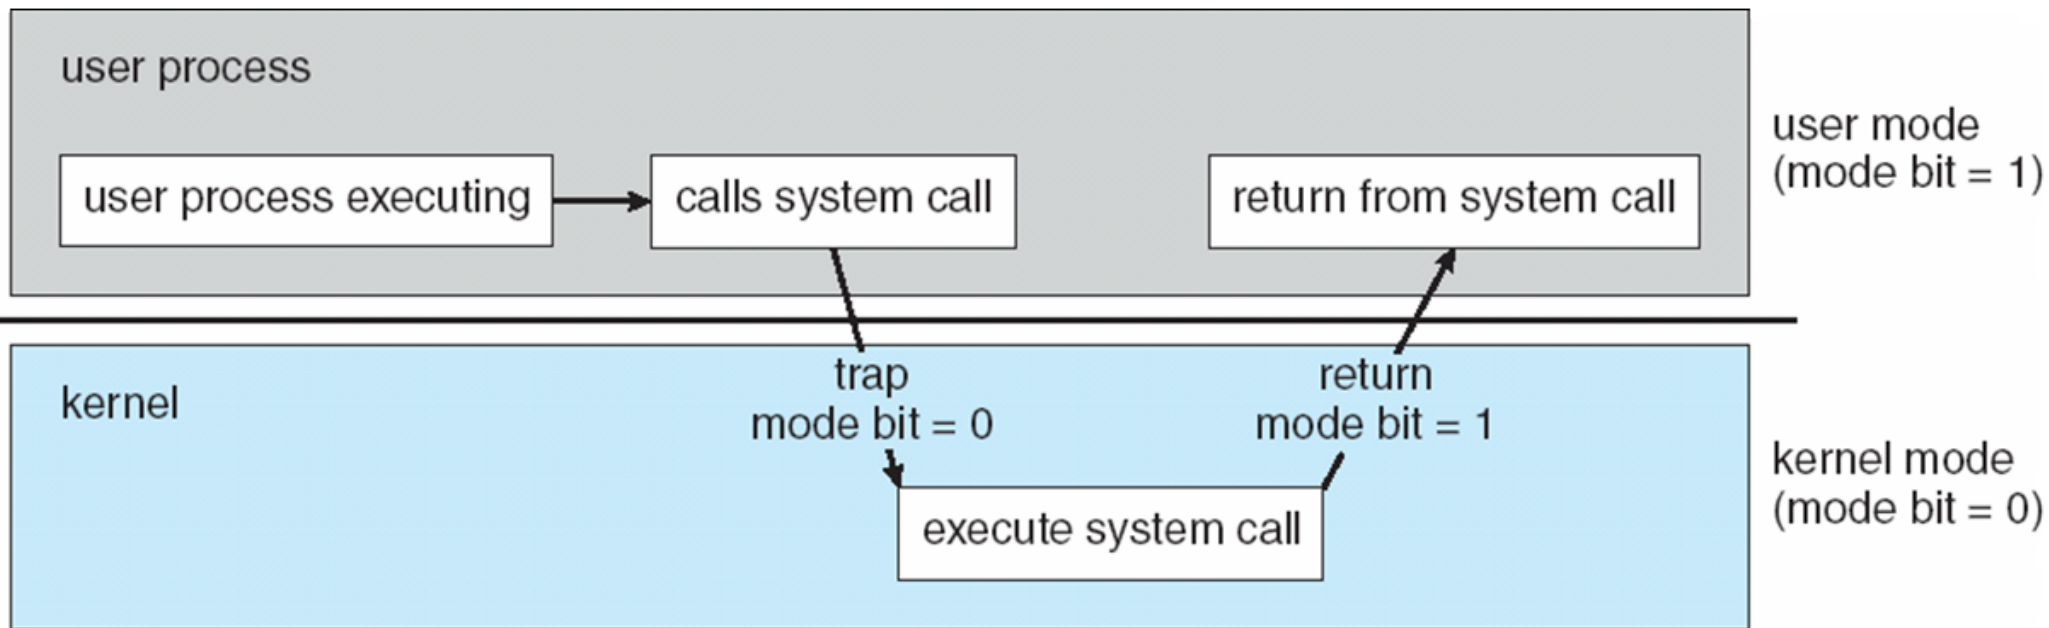 user process
user process executing
calls system call
return from system call
user mode
(mode bit = 1)
kernel
trap
mode bit = 0
return
mode bit = 1
execute system call
kernel mode
(mode bit = 0)